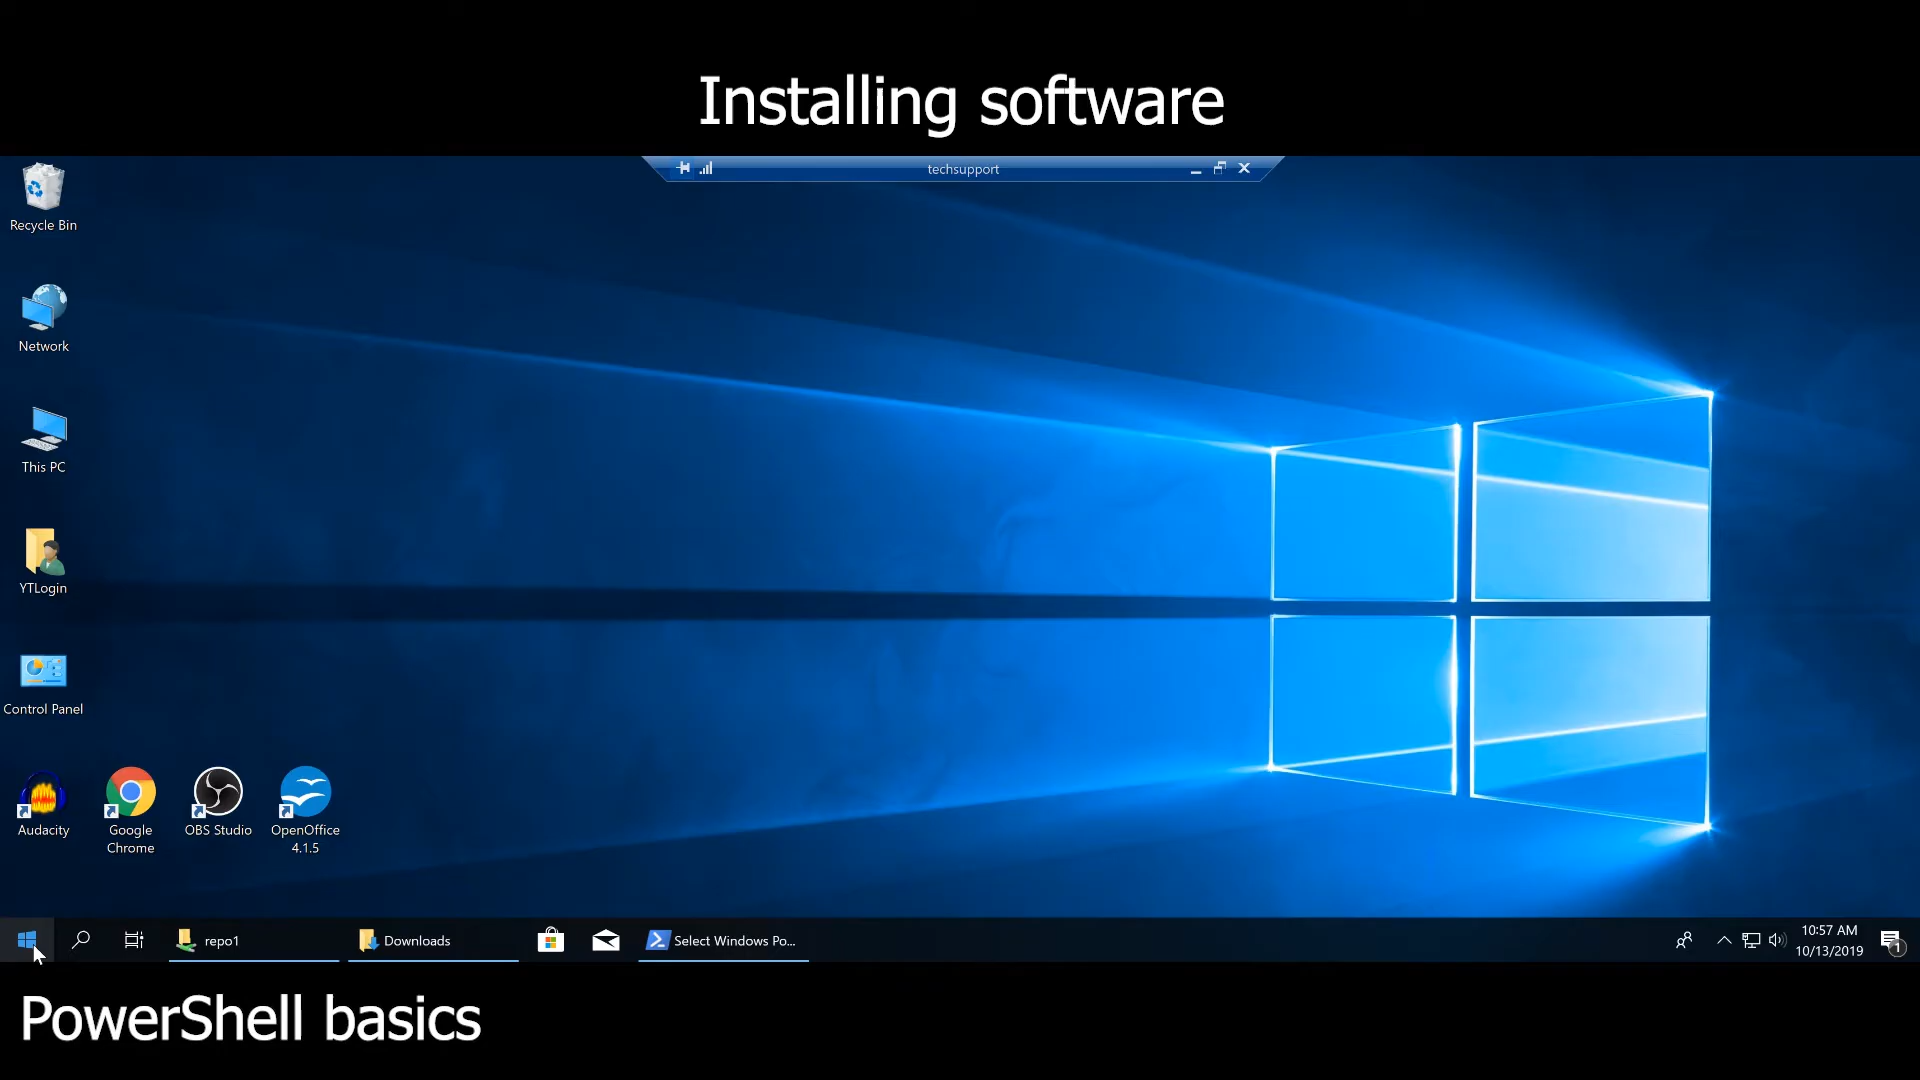 Installing software
techsupport
Recycle Bin
Network
This PC
YTLogin
Control Panel
Audacity
Google
Chrome
OBS Studio
OpenOffice
4.1.5
repo1
Downloads
Select Windows Po...
10:57 AM
10/13/2019
1
PowerShell basics